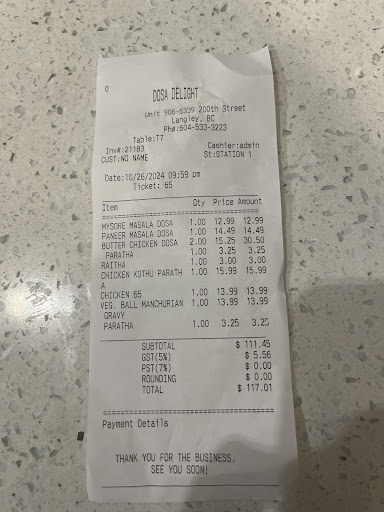 0
DOSA DELIGHT
Unit 906-6339 200th Street
Langley, BC
Ph#:604-533-3223
Table:T7
Inv#:21183 Cashier:admin
CUST:NO NAME St:STATION 1
Date:10/26/2024 09:59 pm
Ticket: 65
Item Qty Price Amount
MYSORE MASALA DOSA 1.00 12.99 12.99
PANEER MASALA DOSA 1.00 14.49 14.49
BUTTER CHICKEN DOSA 2.00 15.25 30.50
PARATHA 1.00 3.25 3.25
RAITHA 1.00 3.00 3.00
CHICKEN KOTHU PARATH 1.00 15.99 15.99
A
CHICKEN 65 1.00 13.99 13.99
VEG. BALL MANCHURIAN 1.00 13.99 13.99
GRAVY
PARATHA 1.00 3.25 3.25
SUBTOTAL $ 111.45
GST(5%) $ 5.56
PST(7%) $ 0.00
ROUNDING $ 0.00
TOTAL $ 117.01
Payment Details
THANK YOU FOR THE BUSINESS.
SEE YOU SOON!